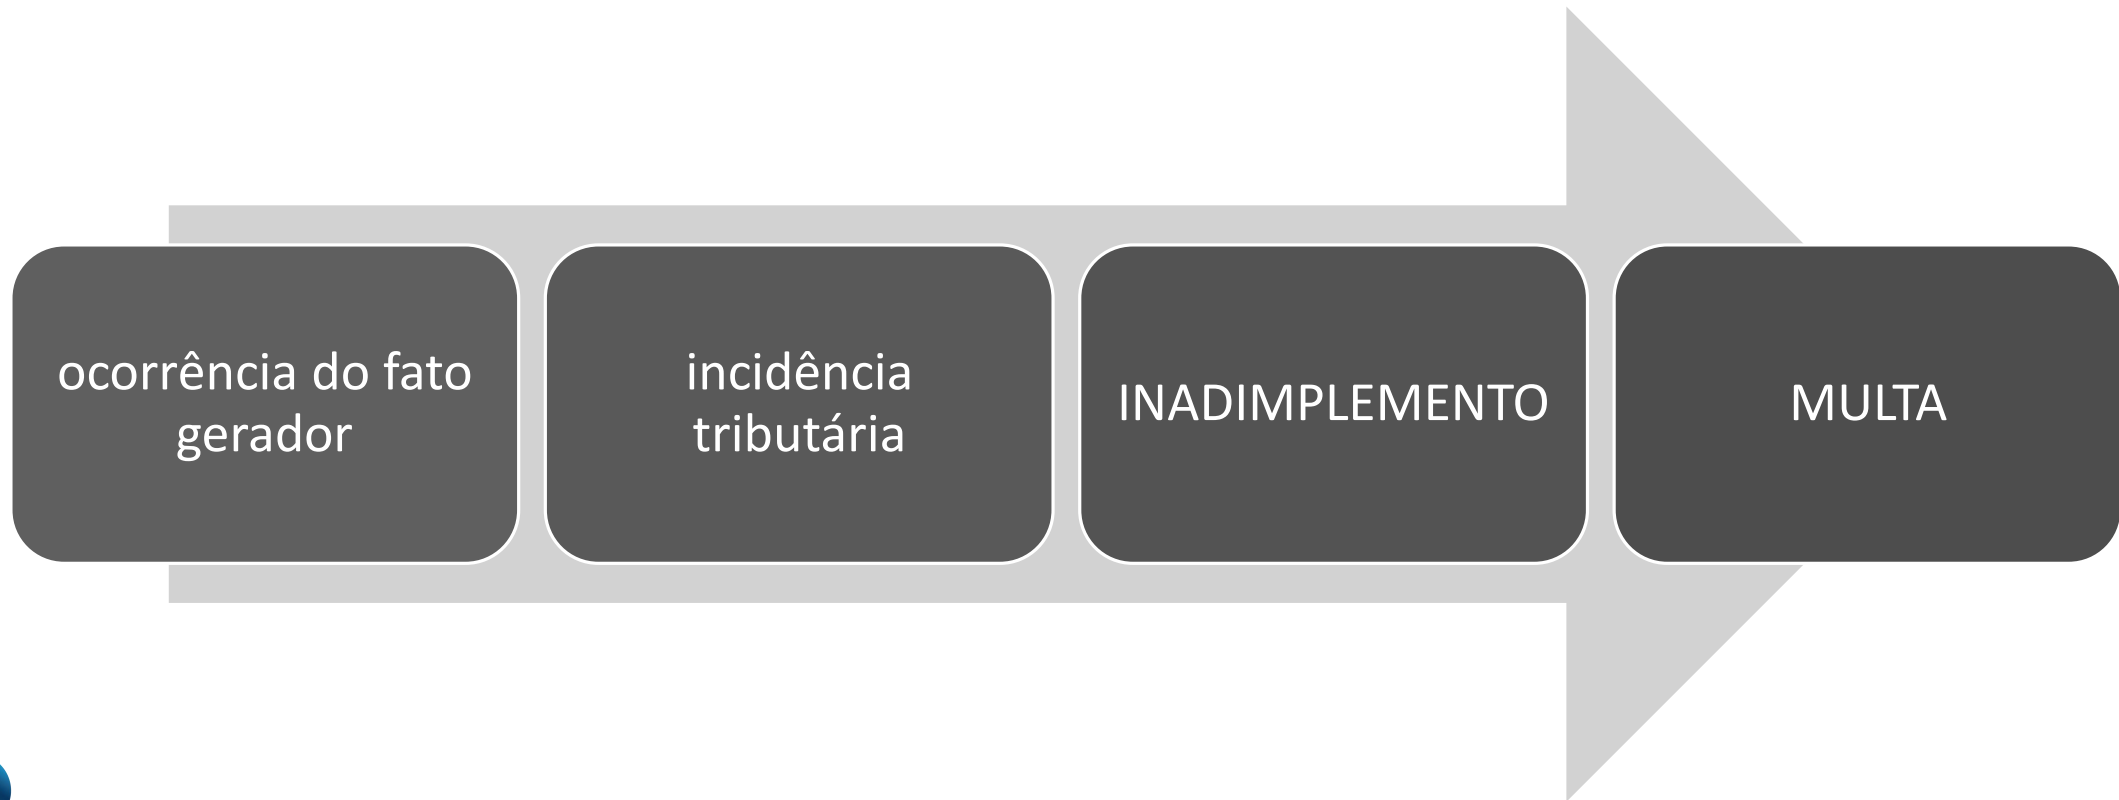 ocorrência do fato
gerador
incidência
tributária
INADIMPLEMENTO
MULTA